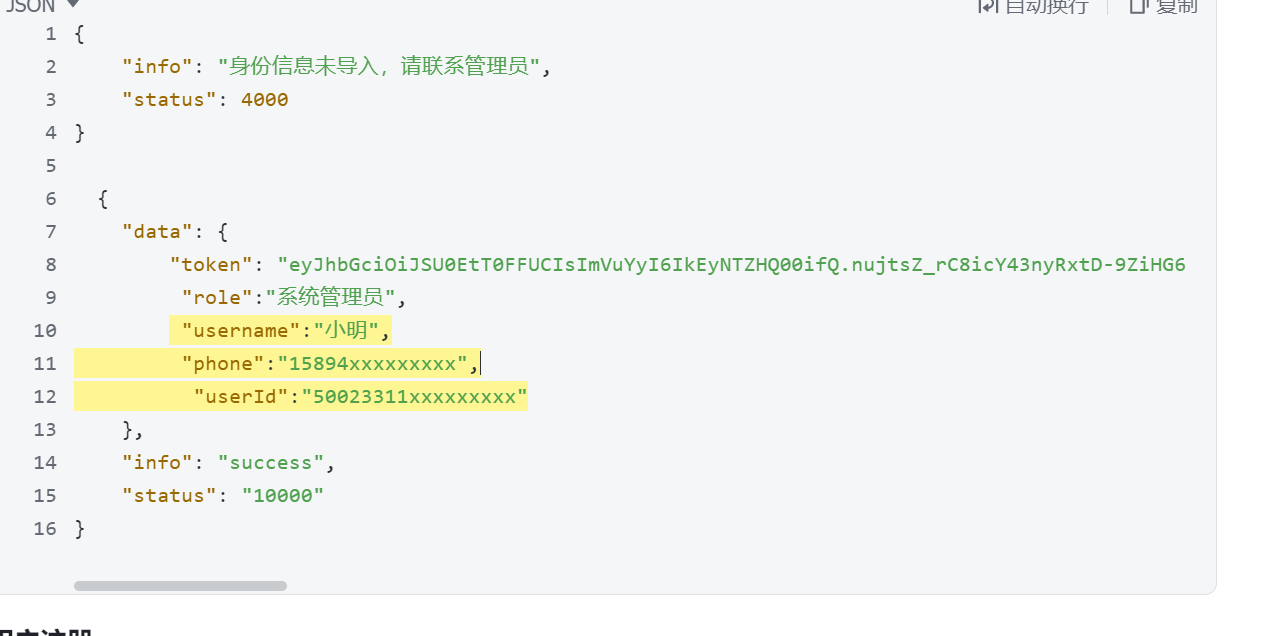 JSON
自动换行
复制
1 {
2 "info": "身份信息未导入，请联系管理员",
3 "status": 4000
4 }
5
6 {
7 "data": {
8 "token": "eyJhbGciOiJSU0EtT0FFUCIsImVuYyI6IkEyNTZHQ00ifQ.nujtsZ_rC8icY43nyRxtD-9ZiHG6
9 "role":"系统管理员",
10 "username":"小明",
11 "phone":"15894xxxxxxxxx",
12 "userId":"50023311xxxxxxxxx"
13 },
14 "info": "success",
15 "status": "10000"
16 }